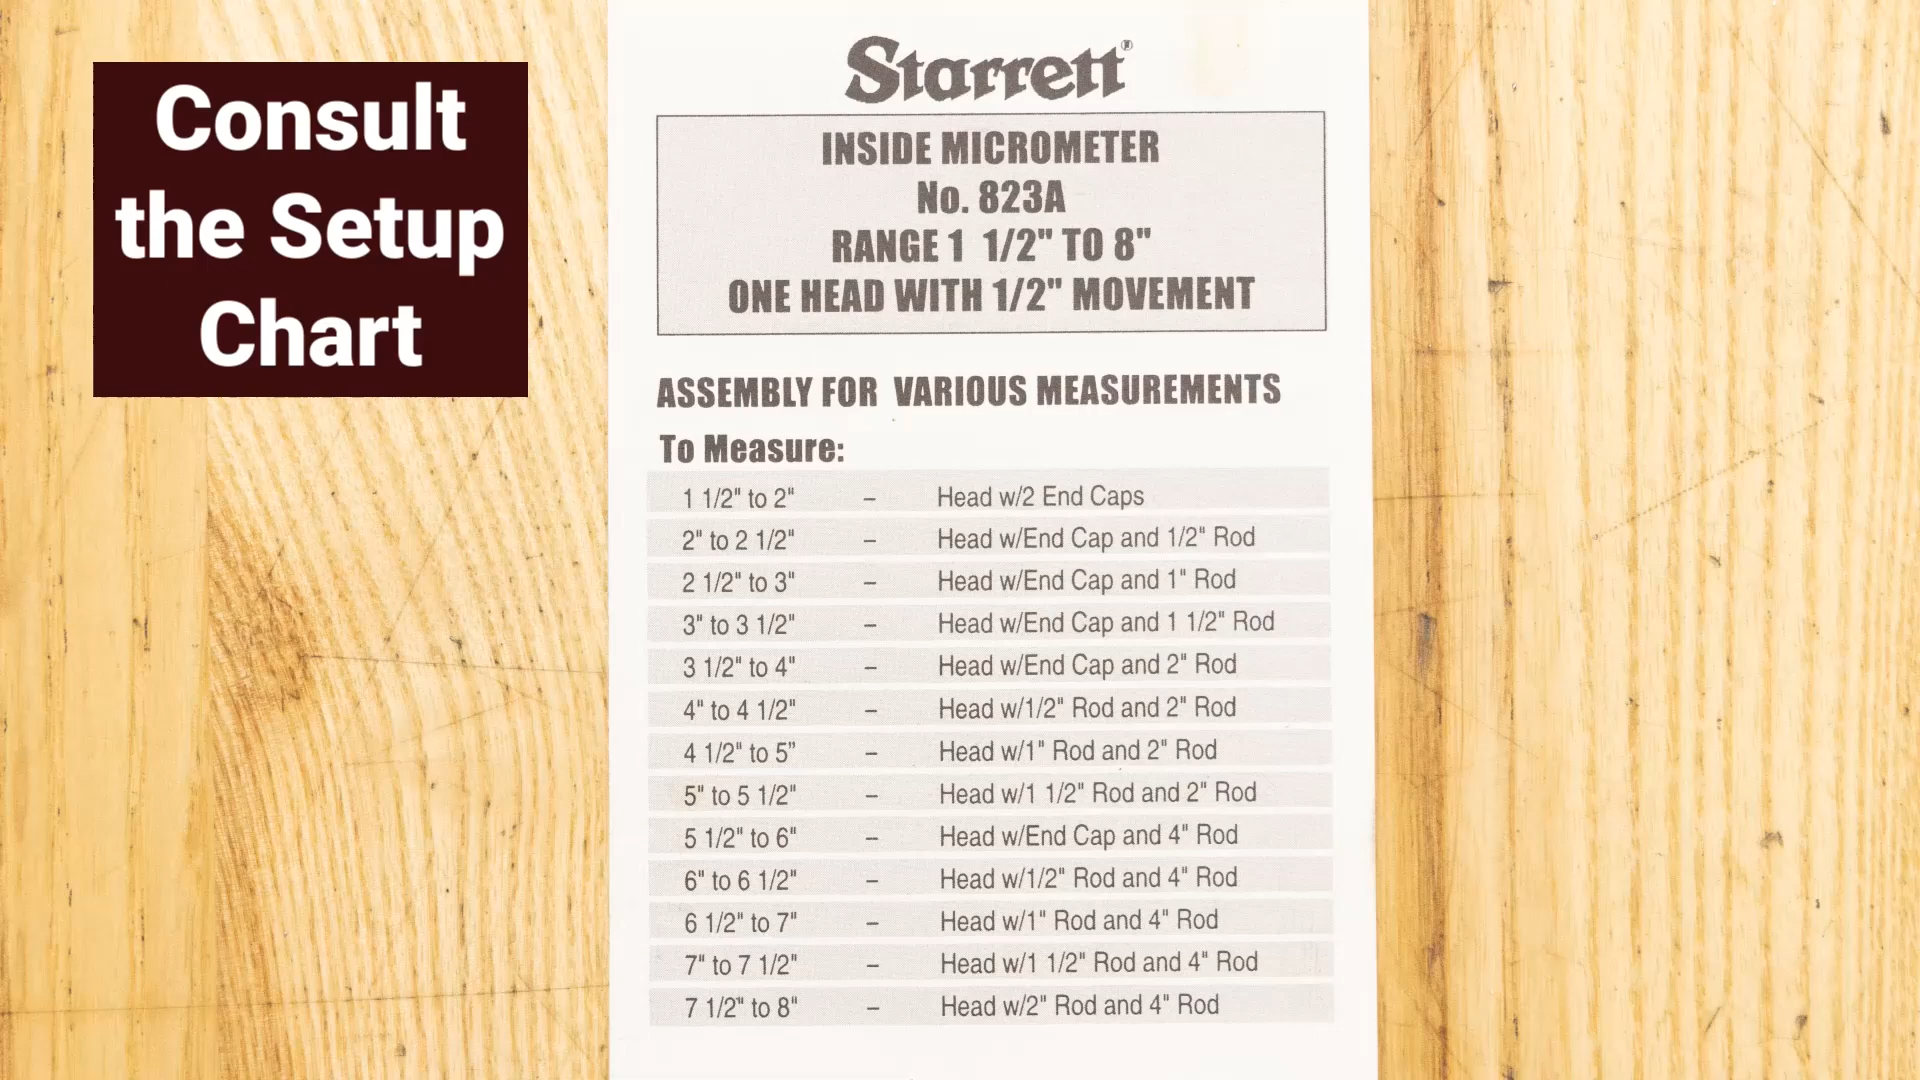 Consult
the Setup
Chart
Starrett®
INSIDE MICROMETER
No. 823A
RANGE 1 1/2" TO 8"
ONE HEAD WITH 1/2" MOVEMENT
ASSEMBLY FOR VARIOUS MEASUREMENTS
To Measure:
1 1/2" to 2" – Head w/2 End Caps
2" to 2 1/2" – Head w/End Cap and 1/2" Rod
2 1/2" to 3" – Head w/End Cap and 1" Rod
3" to 3 1/2" – Head w/End Cap and 1 1/2" Rod
3 1/2" to 4" – Head w/End Cap and 2" Rod
4" to 4 1/2" – Head w/1/2" Rod and 2" Rod
4 1/2" to 5” – Head w/1" Rod and 2" Rod
5" to 5 1/2" – Head w/1 1/2" Rod and 2" Rod
5 1/2" to 6" – Head w/End Cap and 4" Rod
6" to 6 1/2" – Head w/1/2" Rod and 4" Rod
6 1/2" to 7" – Head w/1" Rod and 4" Rod
7" to 7 1/2" – Head w/1 1/2" Rod and 4" Rod
7 1/2" to 8" – Head w/2" Rod and 4" Rod